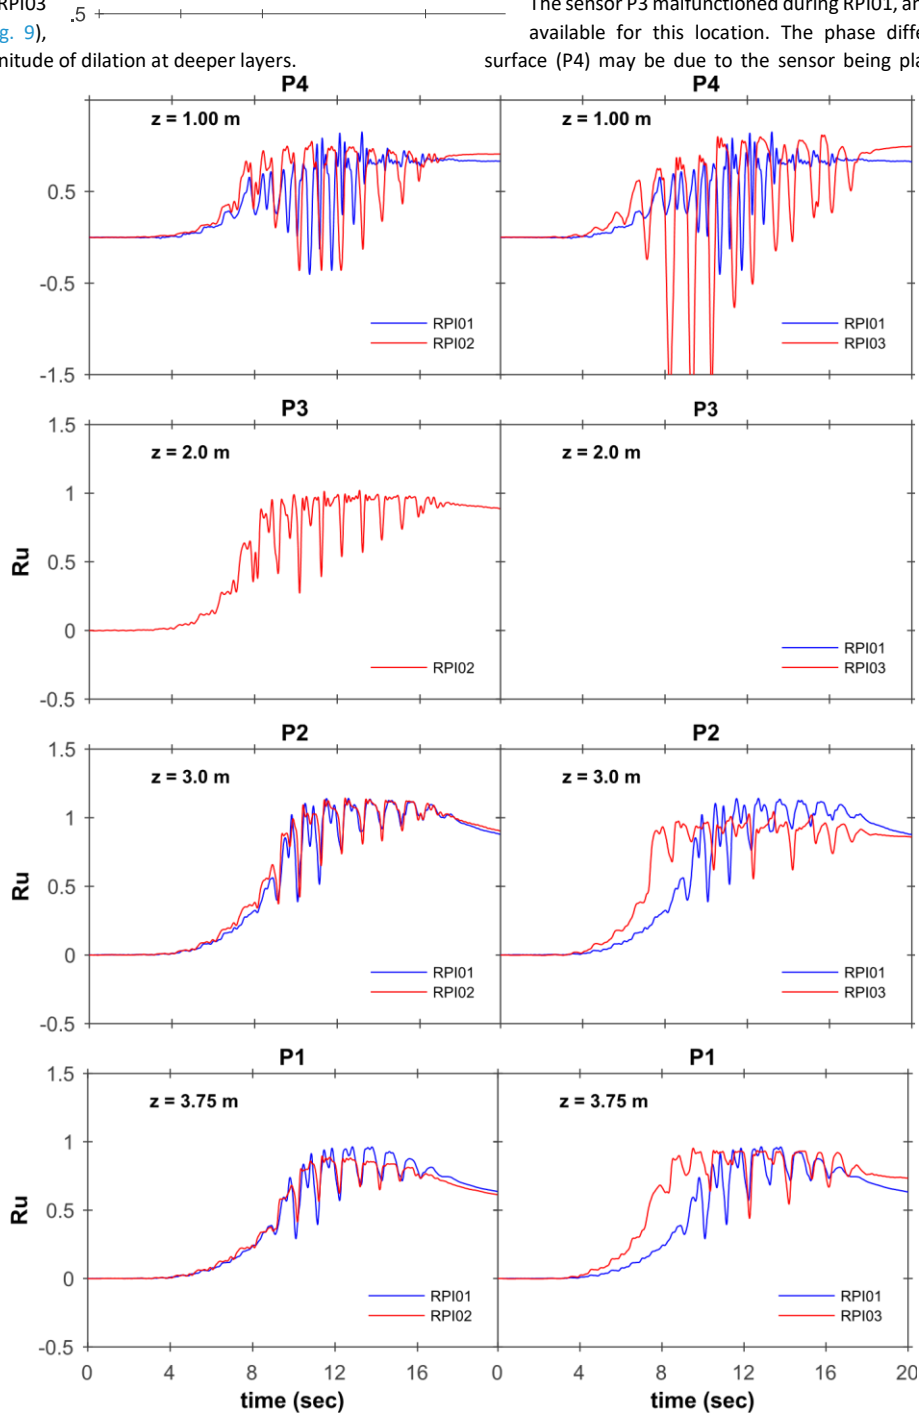 RPI03
.5
The sensor P3 malfunctioned during RPI01, an
g. 9),
available for this location. The phase diffe
nitude of dilation at deeper layers.
surface (P4) may be due to the sensor being pla
P4
P4
z = 1.00 m
z = 1.00 m
0.5
-0.5
-1.5
RPI01
RPI02
RPI01
RPI03
P3
P3
1.5
1
0.5
0
-0.5
Ru
z = 2.0 m
z = 2.0 m
RPI02
RPI01
RPI03
P2
P2
1.5
1
0.5
0
-0.5
Ru
z = 3.0 m
z = 3.0 m
RPI01
RPI02
RPI01
RPI03
P1
P1
1.5
1
0.5
0
-0.5
Ru
z = 3.75 m
z = 3.75 m
RPI01
RPI02
RPI01
RPI03
0 4 8 12 16 0 4 8 12 16 20
time (sec)
time (sec)